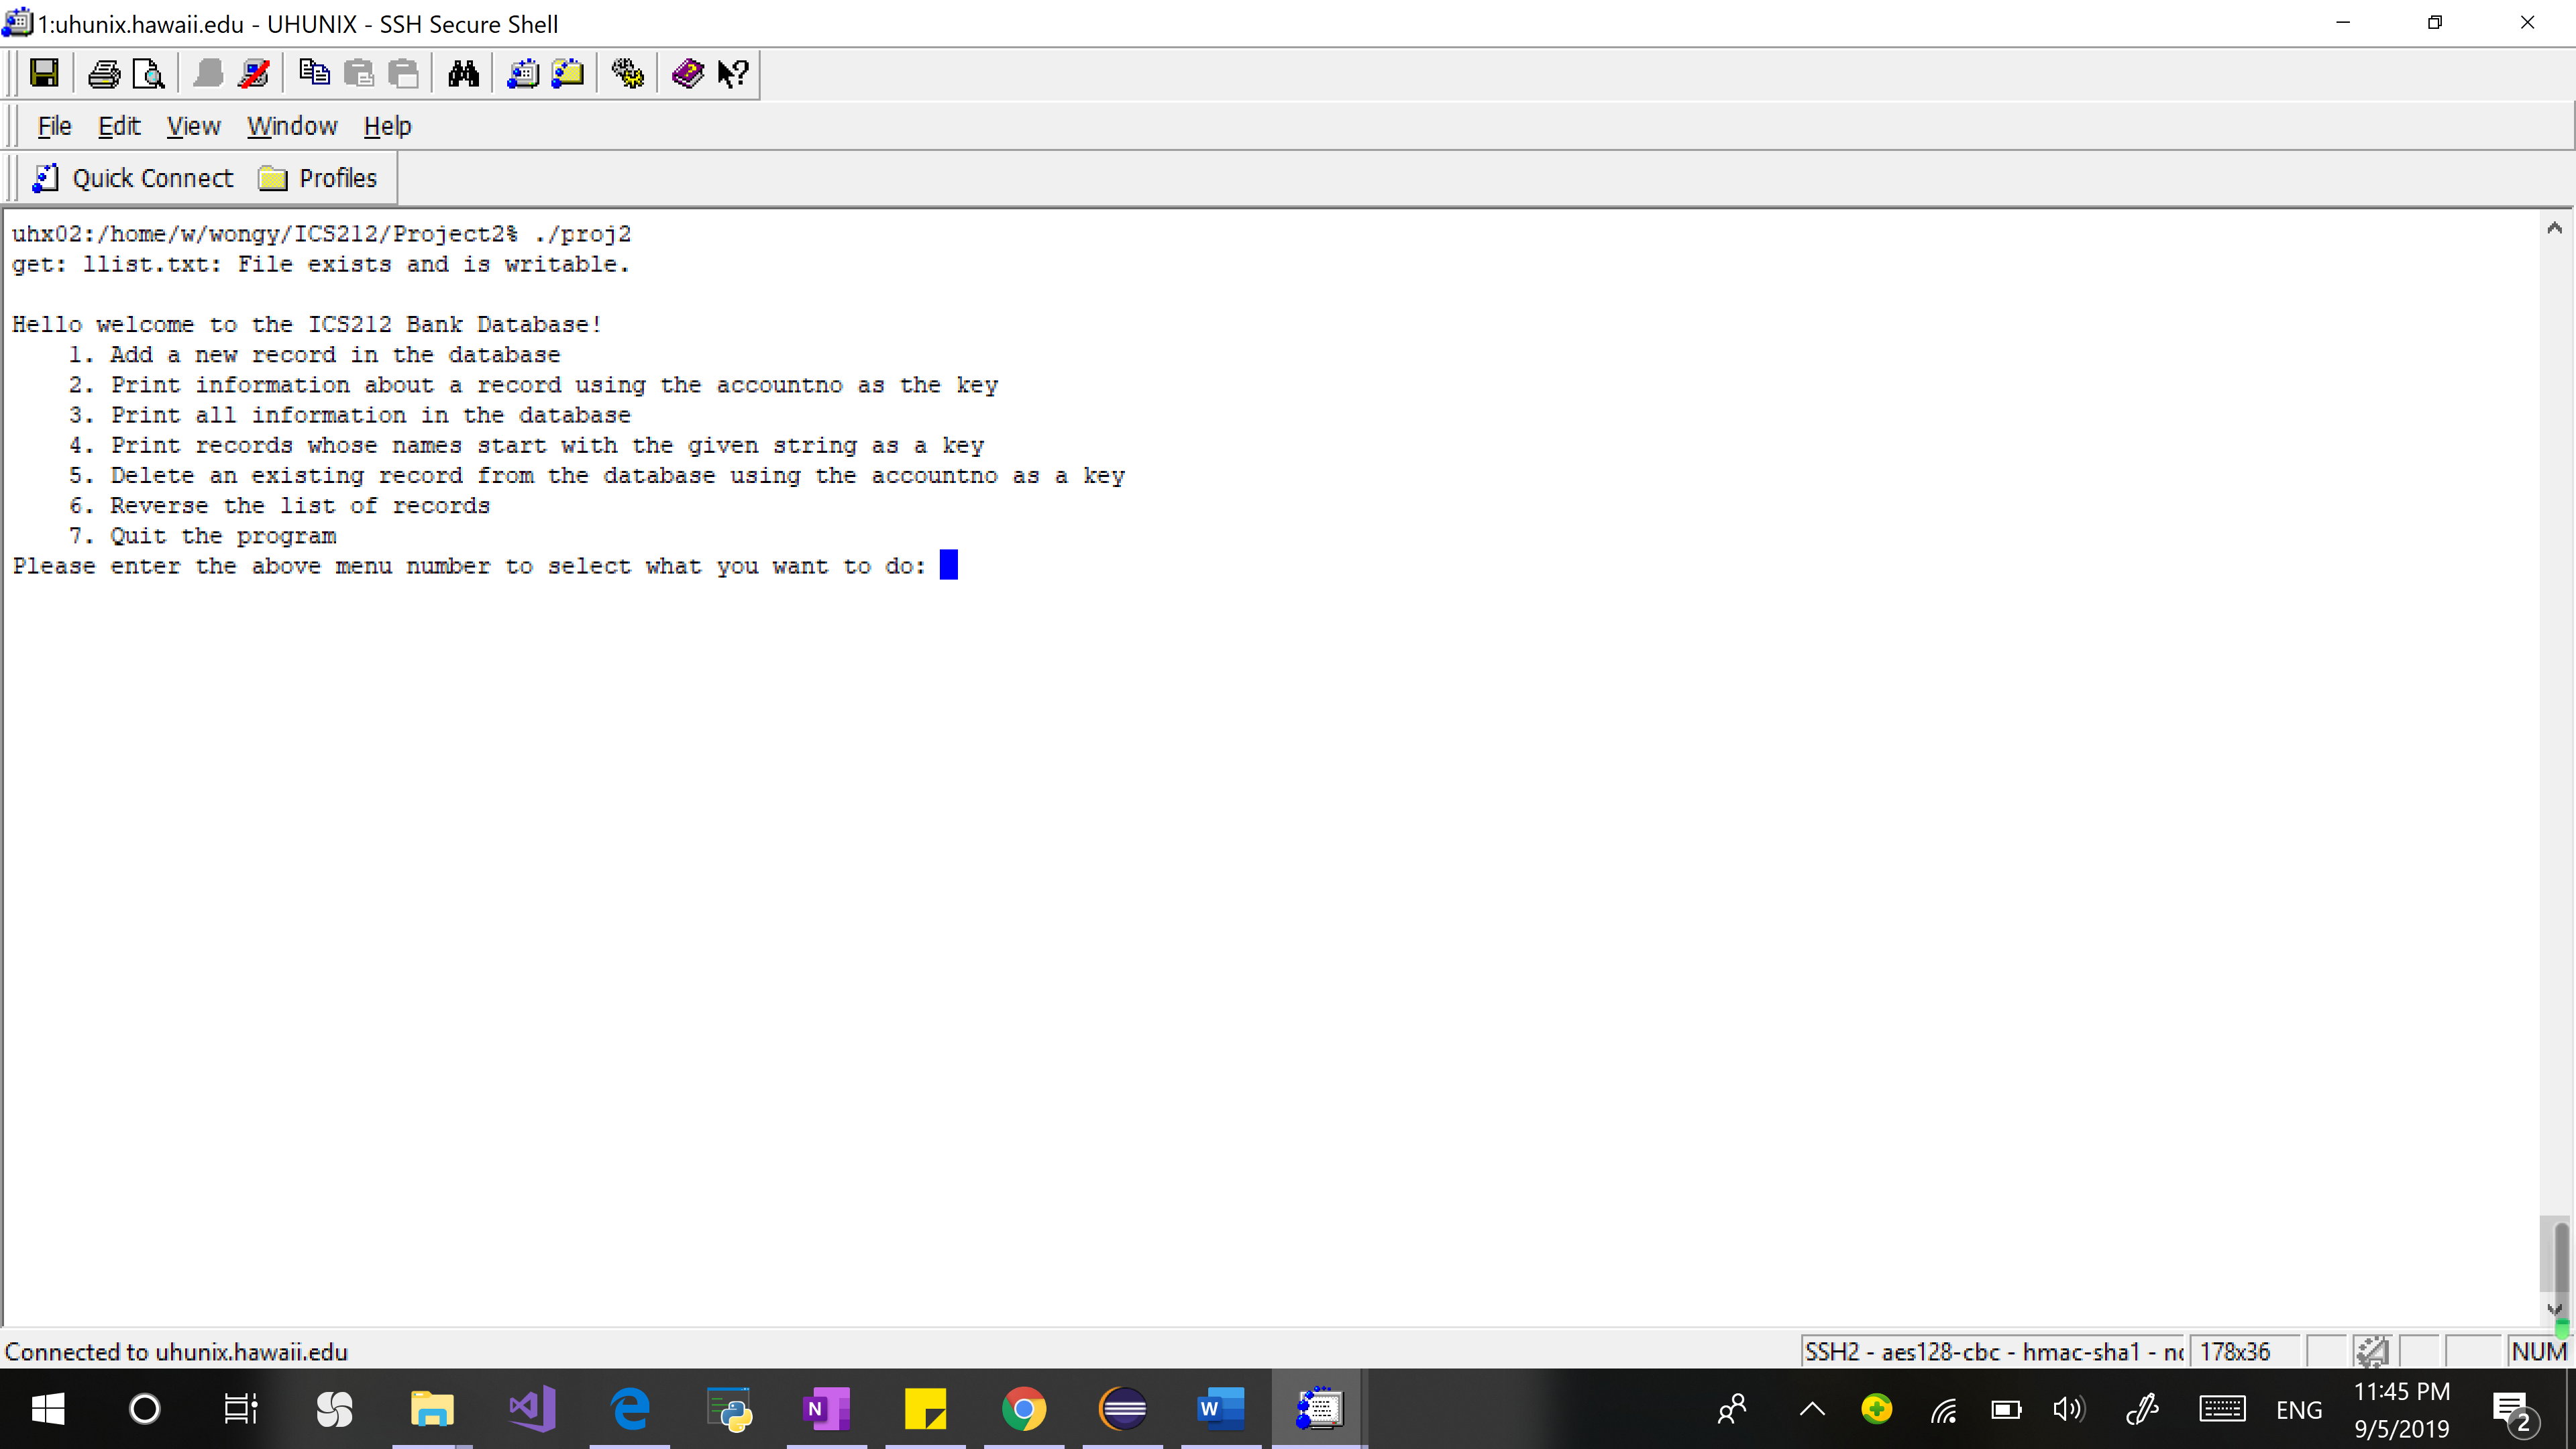 1:uhunix.hawaii.edu - UHUNIX - SSH Secure Shell
File Edit View Window Help
Quick Connect Profiles
uhx02:/home/w/wongy/ICS212/Project2% ./proj2
get: llist.txt: File exists and is writable.
Hello welcome to the ICS212 Bank Database!
1. Add a new record in the database
2. Print information about a record using the accountno as the key
3. Print all information in the database
4. Print records whose names start with the given string as a key
5. Delete an existing record from the database using the accountno as a key
6. Reverse the list of records
7. Quit the program
Please enter the above menu number to select what you want to do:
Connected to uhunix.hawaii.edu
SSH2 - aes128-cbc - hmac-sha1 - nc
178x36
NUM
N
W
ENG
11:45 PM
9/5/2019
2